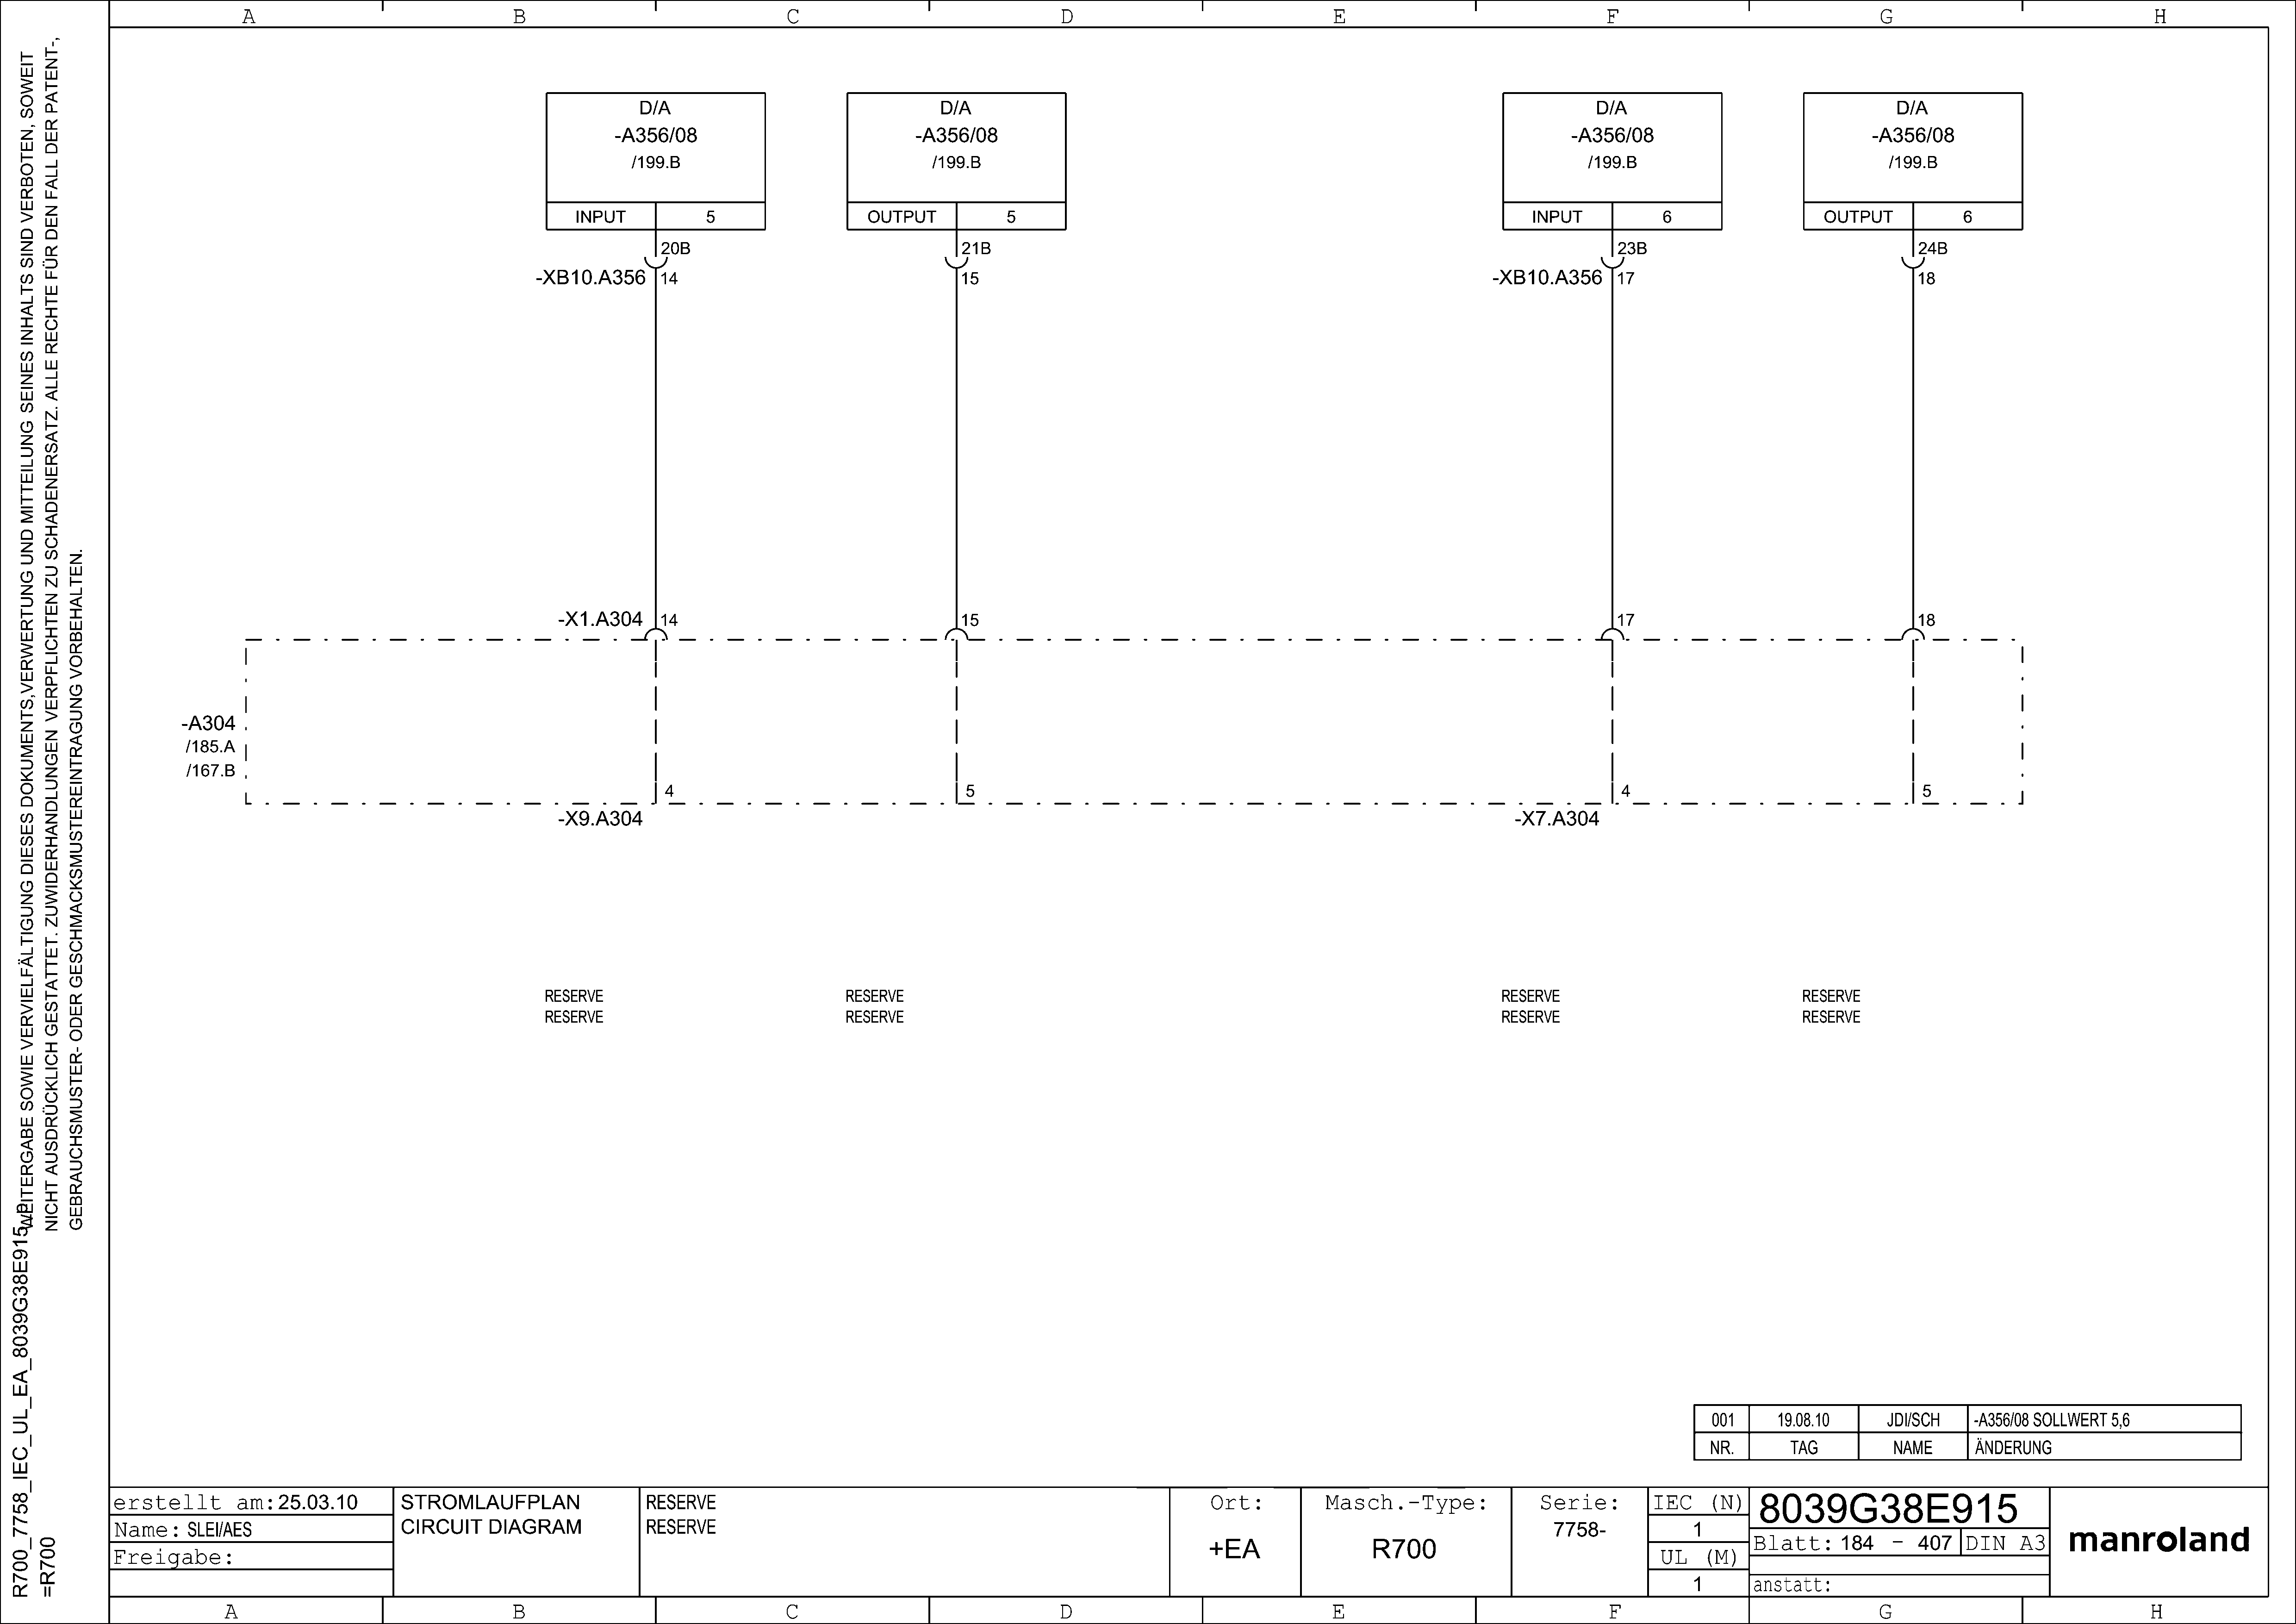 A B C D E F G H
D/A D/A D/A D/A
-A356/08 -A356/08 -A356/08 -A356/08
/199.B /199.B /199.B /199.B
INPUT 5 OUTPUT 5 INPUT 6 OUTPUT 6
20B 21B 23B 24B
-XB10.A356 14 15 -XB10.A356 17 18
-X1.A304 14 15 17 18
-A304
/185.A
/167.B
4 5 4 5
-X9.A304 -X7.A304
RESERVE RESERVE RESERVE RESERVE
RESERVE RESERVE RESERVE RESERVE
001 19.08.10 JDI/SCH -A356/08 SOLLWERT 5,6
NR. TAG NAME ÄNDERUNG
erstellt am: 25.03.10
Name: SLEI/AES
Freigabe:
STROMLAUFPLAN
CIRCUIT DIAGRAM
RESERVE
RESERVE
Ort:
+EA
Masch.-Type:
R700
Serie:
7758-
IEC (N)
1
UL (M)
1
8039G38E915
Blatt: 184 - 407 DIN A3
anstatt:
manroland
A B C D E F G H
WEITERGABE SOWIE VERVIELFÄLTIGUNG DIESES DOKUMENTS,VERWERTUNG UND MITTEILUNG SEINES INHALTS SIND VERBOTEN, SOWEIT
NICHT AUSDRÜCKLICH GESTATTET. ZUWIDERHANDLUNGEN VERPFLICHTEN ZU SCHADENERSATZ. ALLE RECHTE FÜR DEN FALL DER PATENT-,
GEBRAUCHSMUSTER- ODER GESCHMACKSMUSTEREINTRAGUNG VORBEHALTEN.
R700_7758_IEC_UL_EA_8039G38E915_
=R700